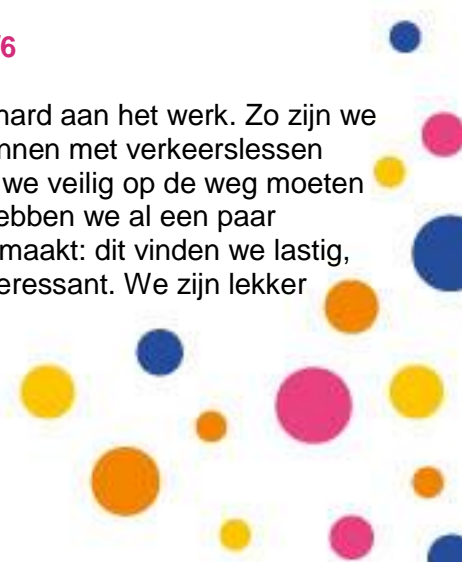 /6
hard aan het werk. Zo zijn we
nnen met verkeerslessen
we veilig op de weg moeten
ebben we al een paar
maakt: dit vinden we lastig,
eressant. We zijn lekker